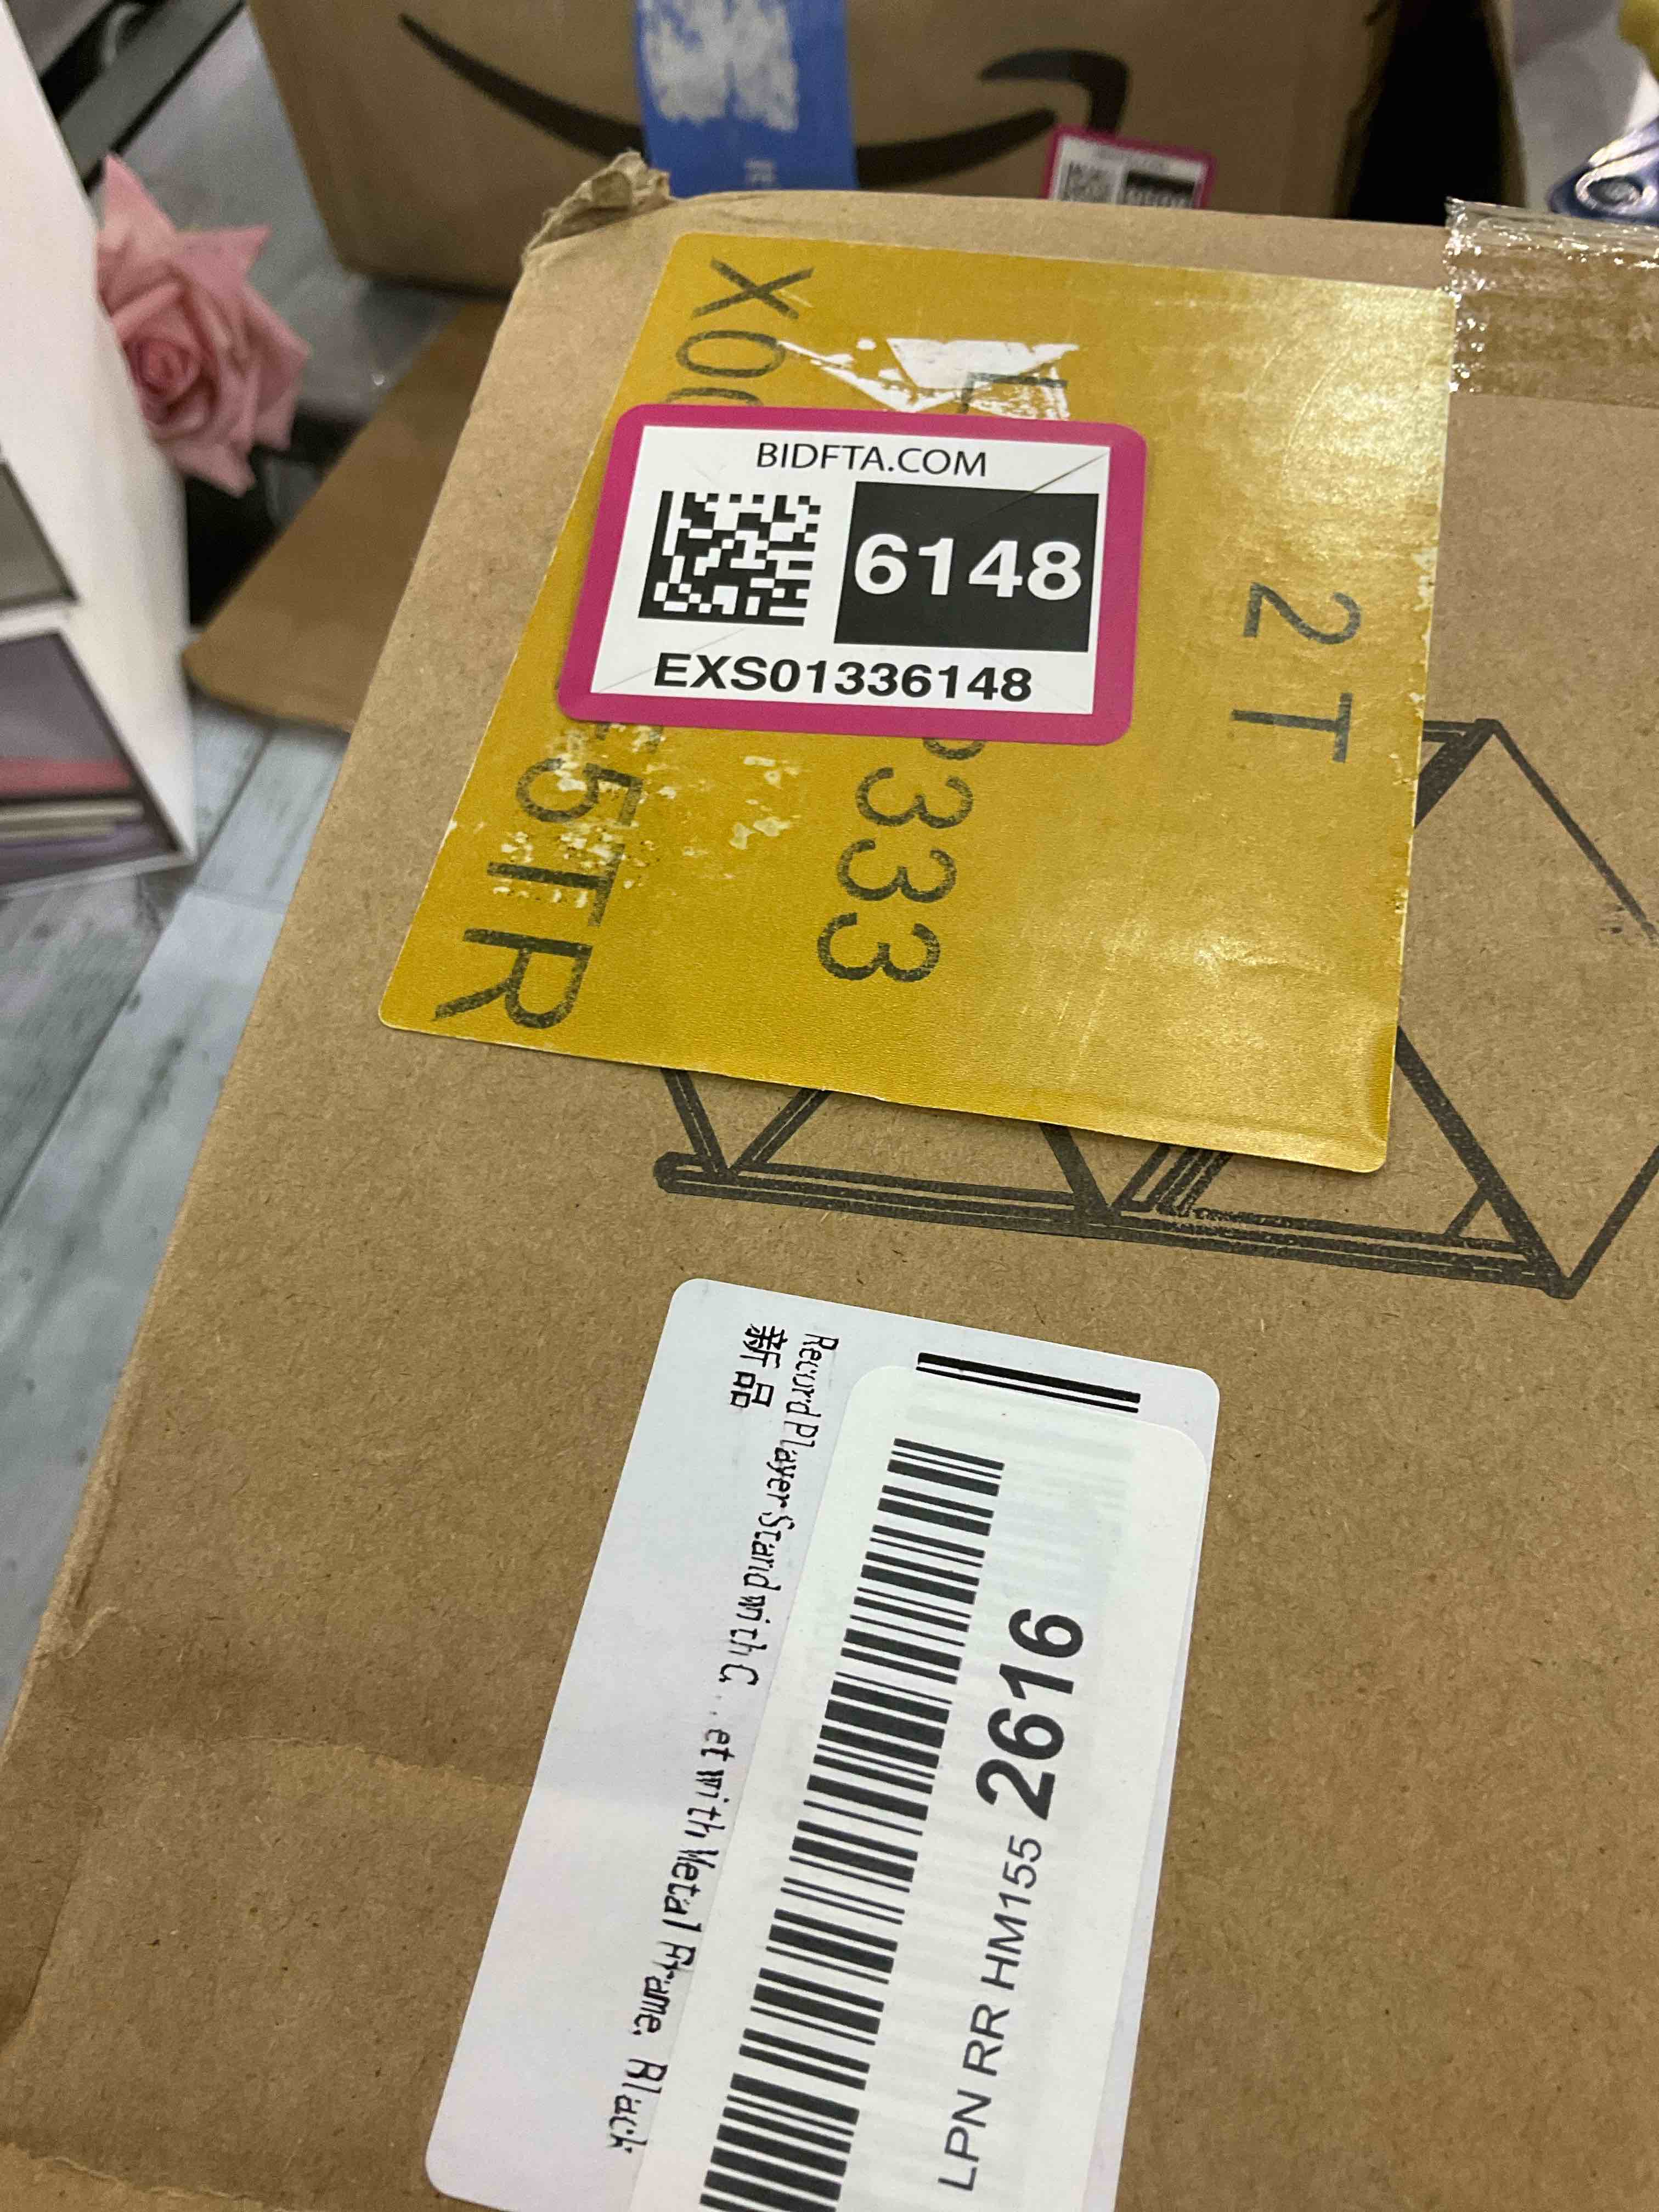 BIDFTA.COM
6148
EXS01336148
5TR
333
2T
Record Player Stand with C...et with Metal Frame, Black
新品
LPN RR HM155 2616